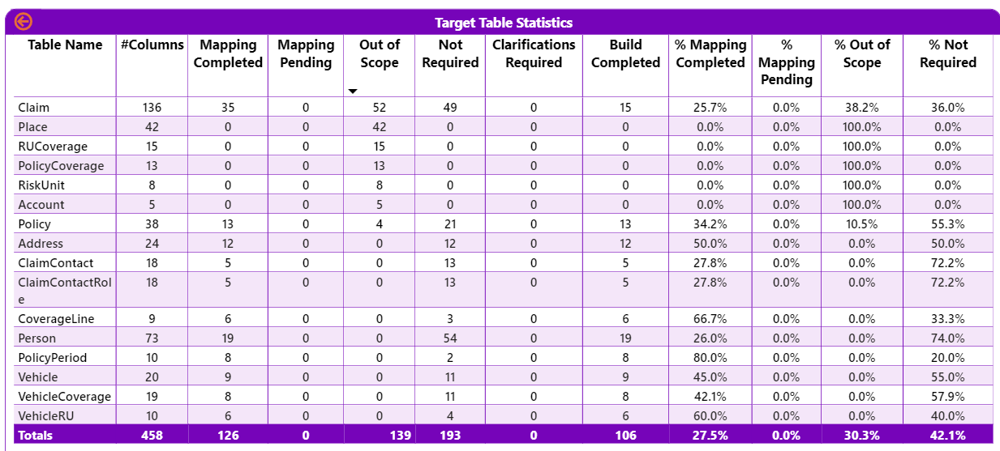 Target Table Statistics
Table Name #Columns Mapping Completed Mapping Pending Out of Scope Not Required Clarifications Required Build Completed % Mapping Completed % Mapping Pending % Out of Scope % Not Required
Claim 136 35 0 52 49 0 15 25.7% 0.0% 38.2% 36.0%
Place 42 0 0 42 0 0 0 0.0% 0.0% 100.0% 0.0%
RUCoverage 15 0 0 15 0 0 0 0.0% 0.0% 100.0% 0.0%
PolicyCoverage 13 0 0 13 0 0 0 0.0% 0.0% 100.0% 0.0%
RiskUnit 8 0 0 8 0 0 0 0.0% 0.0% 100.0% 0.0%
Account 5 0 0 5 0 0 0 0.0% 0.0% 100.0% 0.0%
Policy 38 13 0 4 21 0 13 34.2% 0.0% 10.5% 55.3%
Address 24 12 0 0 12 0 12 50.0% 0.0% 0.0% 50.0%
ClaimContact 18 5 0 0 13 0 5 27.8% 0.0% 0.0% 72.2%
ClaimContactRol 18 5 0 0 13 0 5 27.8% 0.0% 0.0% 72.2%
e
CoverageLine 9 6 0 0 3 0 6 66.7% 0.0% 0.0% 33.3%
Person 73 19 0 0 54 0 19 26.0% 0.0% 0.0% 74.0%
PolicyPeriod 10 8 0 0 2 0 8 80.0% 0.0% 0.0% 20.0%
Vehicle 20 9 0 0 11 0 9 45.0% 0.0% 0.0% 55.0%
VehicleCoverage 19 8 0 0 11 0 8 42.1% 0.0% 0.0% 57.9%
VehicleRU 10 6 0 0 4 0 6 60.0% 0.0% 0.0% 40.0%
Totals 458 126 0 139 193 0 106 27.5% 0.0% 30.3% 42.1%